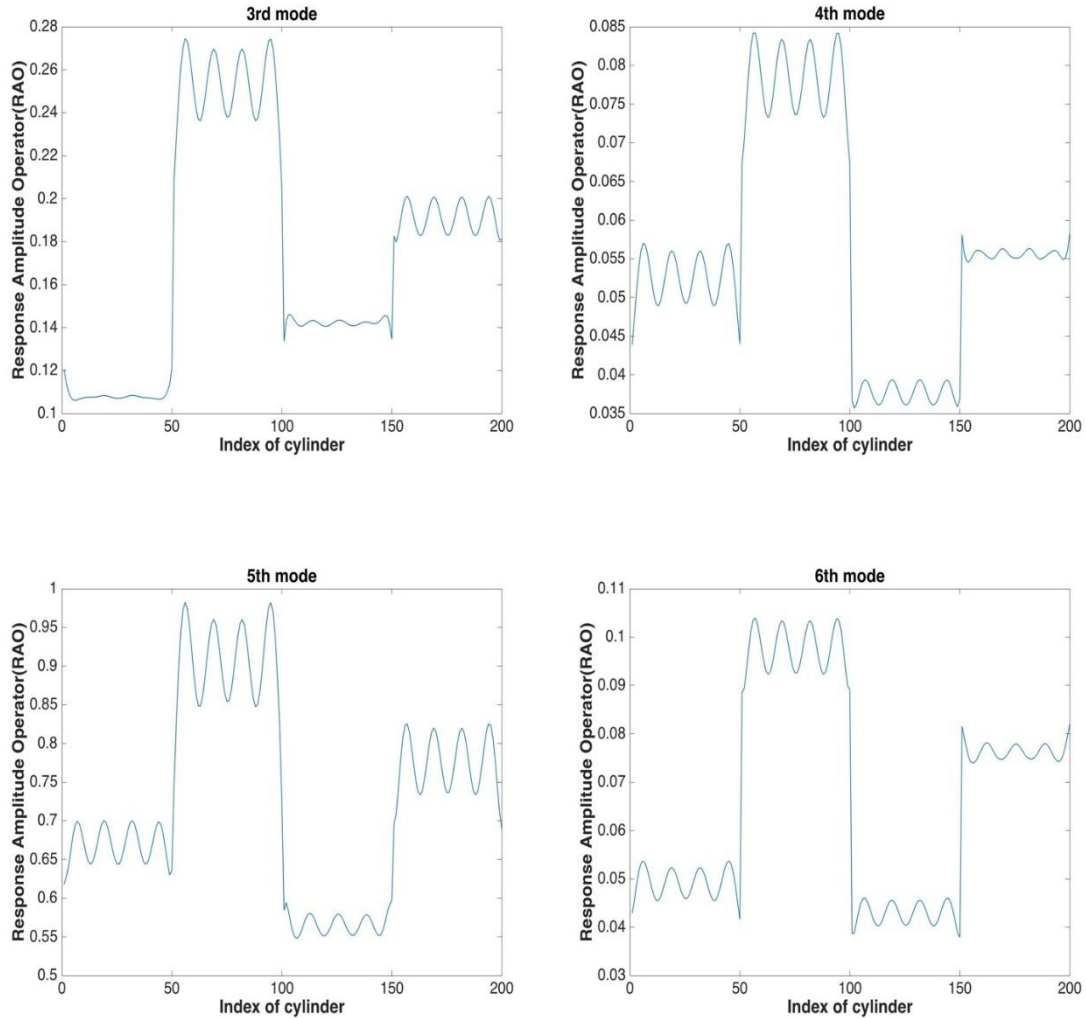 3rd mode
0.28
0.26
0.24
0.22
0.2
0.18
0.16
0.14
0.12
0.1
0 50 100 150 200
Index of cylinder
Response Amplitude Operator(RAO)
4th mode
0.085
0.08
0.075
0.07
0.065
0.06
0.055
0.05
0.045
0.04
0.035
0 50 100 150 200
Index of cylinder
Response Amplitude Operator(RAO)
5th mode
1
0.95
0.9
0.85
0.8
0.75
0.7
0.65
0.6
0.55
0.5
0 50 100 150 200
Index of cylinder
Response Amplitude Operator(RAO)
6th mode
0.11
0.1
0.09
0.08
0.07
0.06
0.05
0.04
0.03
0 50 100 150 200
Index of cylinder
Response Amplitude Operator(RAO)